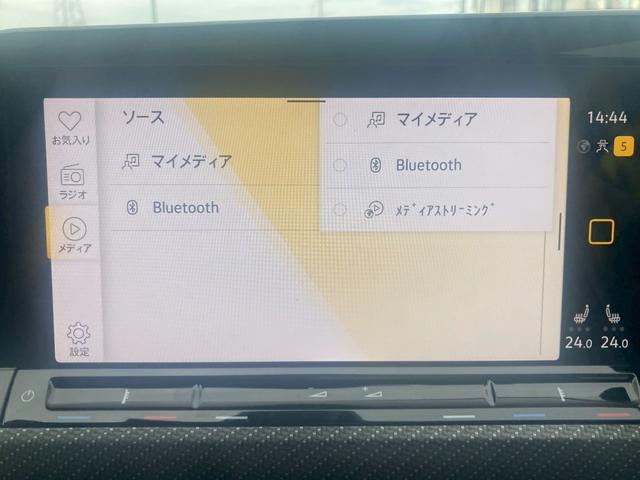 お気入り
ラジオ
メディア
設定
ソース
マイメディア
Bluetooth
マイメディア
Bluetooth
ﾒﾃﾞｨｱｽﾄﾘｰﾐﾝｸﾞ
14:44
5
24.0 24.0